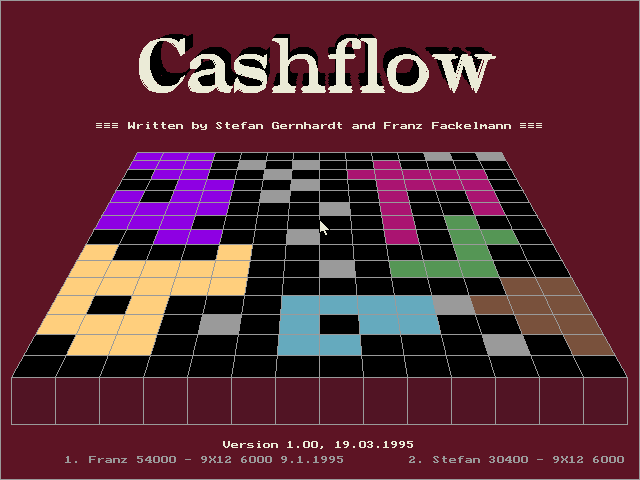 Cashflow
≡≡≡ Written by Stefan Gernhardt and Franz Fackelmann ≡≡≡
Version 1.00, 19.03.1995
1. Franz 54000 - 9X12 6000 9.1.1995 2. Stefan 30400 - 9X12 6000